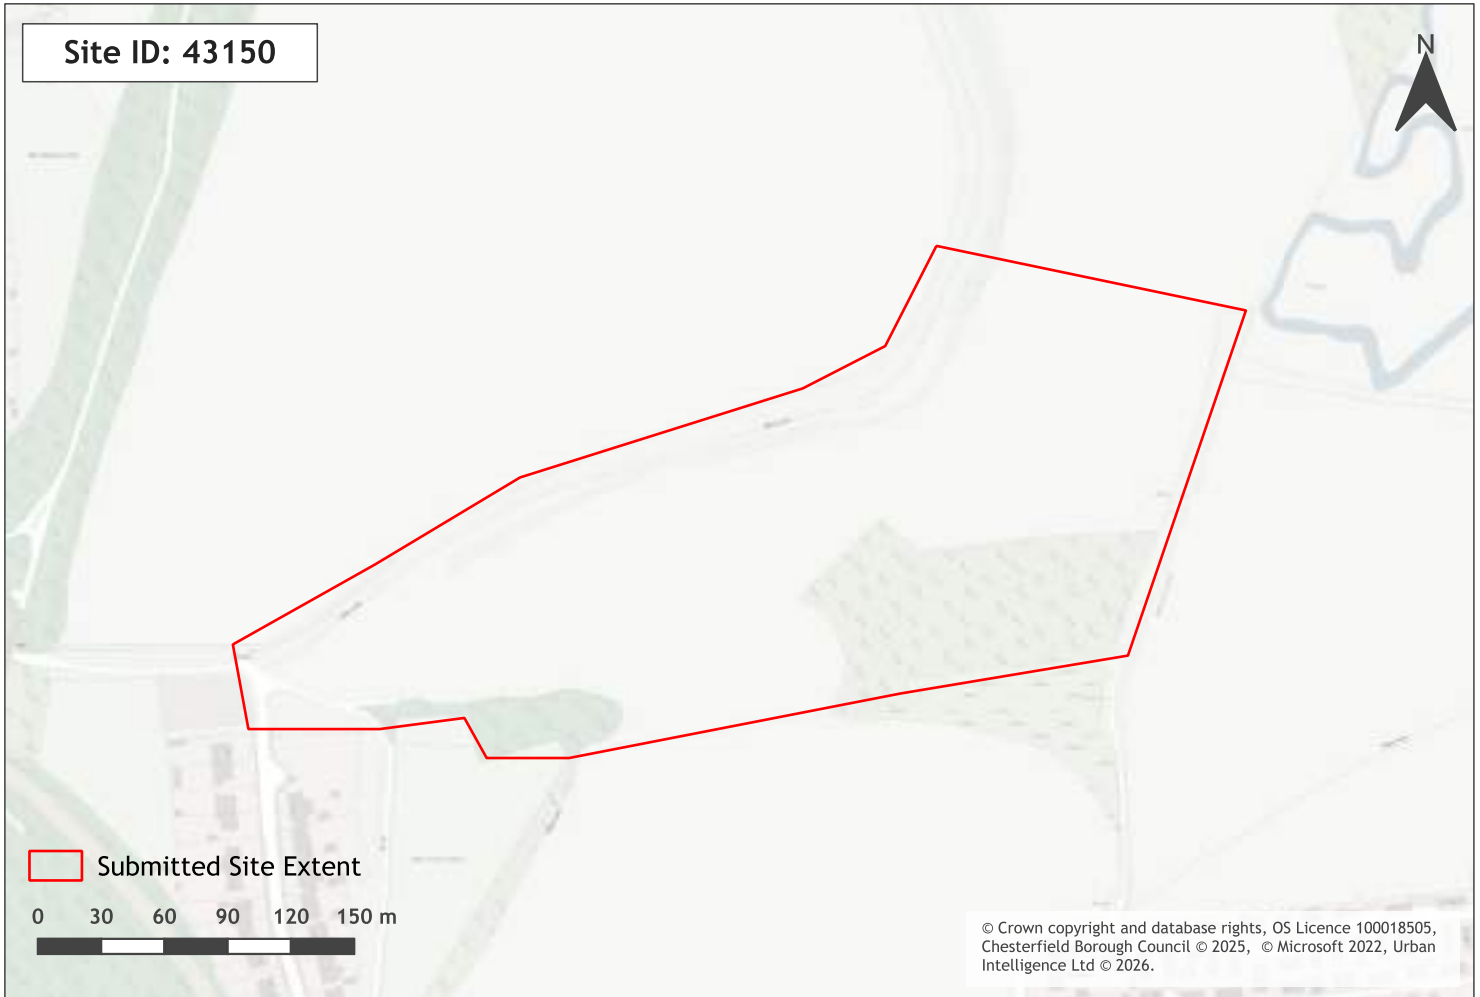 Site ID: 43150
N
Submitted Site Extent
0 30 60 90 120 150 m
© Crown copyright and database rights, OS Licence 100018505,
Chesterfield Borough Council © 2025, © Microsoft 2022, Urban
Intelligence Ltd © 2026.